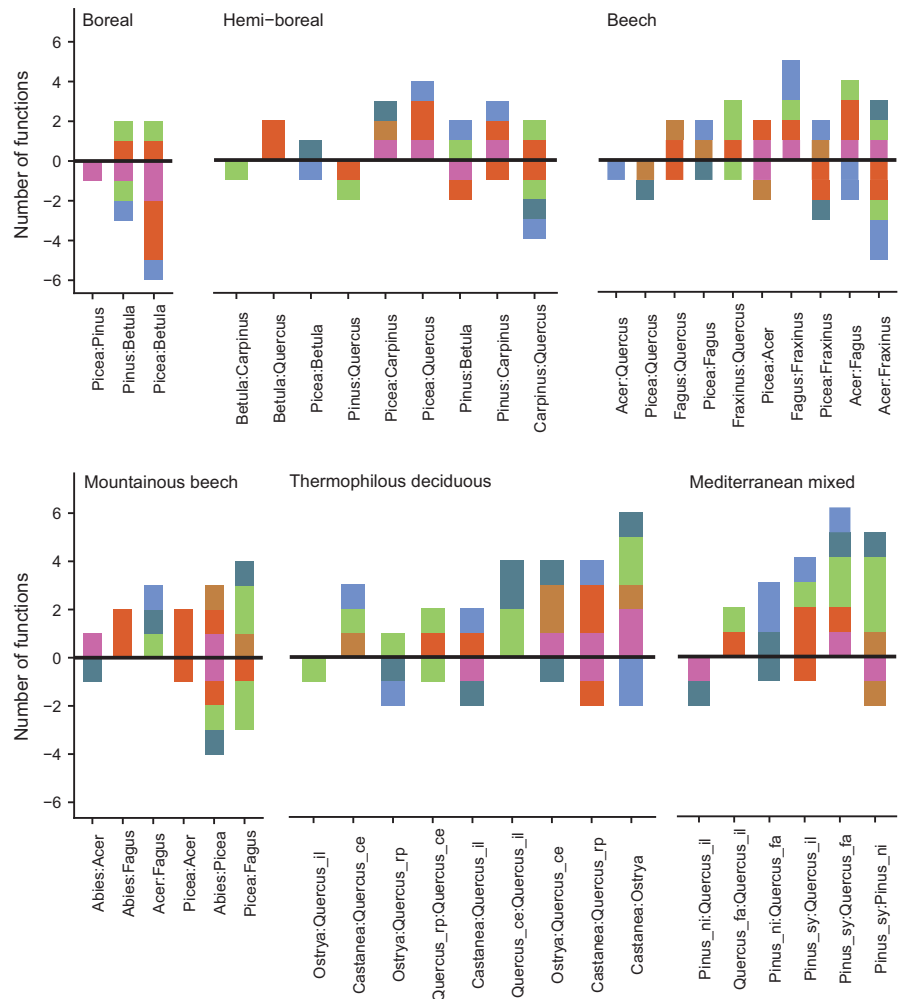 Boreal
Hemi−boreal
Beech
Number of functions
6
4
2
0
−2
−4
−6
Picea:Pinus
Pinus:Betula
Picea:Betula
Betula:Carpinus
Betula:Quercus
Picea:Betula
Pinus:Quercus
Picea:Carpinus
Picea:Quercus
Pinus:Betula
Pinus:Carpinus
Carpinus:Quercus
Acer:Quercus
Picea:Quercus
Fagus:Quercus
Picea:Fagus
Fraxinus:Quercus
Picea:Acer
Fagus:Fraxinus
Picea:Fraxinus
Acer:Fagus
Acer:Fraxinus
Mountainous beech
Thermophilous deciduous
Mediterranean mixed
Number of functions
6
4
2
0
−2
−4
−6
Abies:Acer
Abies:Fagus
Acer:Fagus
Picea:Acer
Abies:Picea
Picea:Fagus
Ostrya:Quercus_il
Castanea:Quercus_ce
Ostrya:Quercus_rp
Quercus_rp:Quercus_ce
Castanea:Quercus_il
Quercus_ce:Quercus_il
Ostrya:Quercus_ce
Castanea:Quercus_rp
Castanea:Ostrya
Pinus_ni:Quercus_il
Quercus_fa:Quercus_il
Pinus_ni:Quercus_fa
Pinus_sy:Quercus_il
Pinus_sy:Quercus_fa
Pinus_sy:Pinus_ni